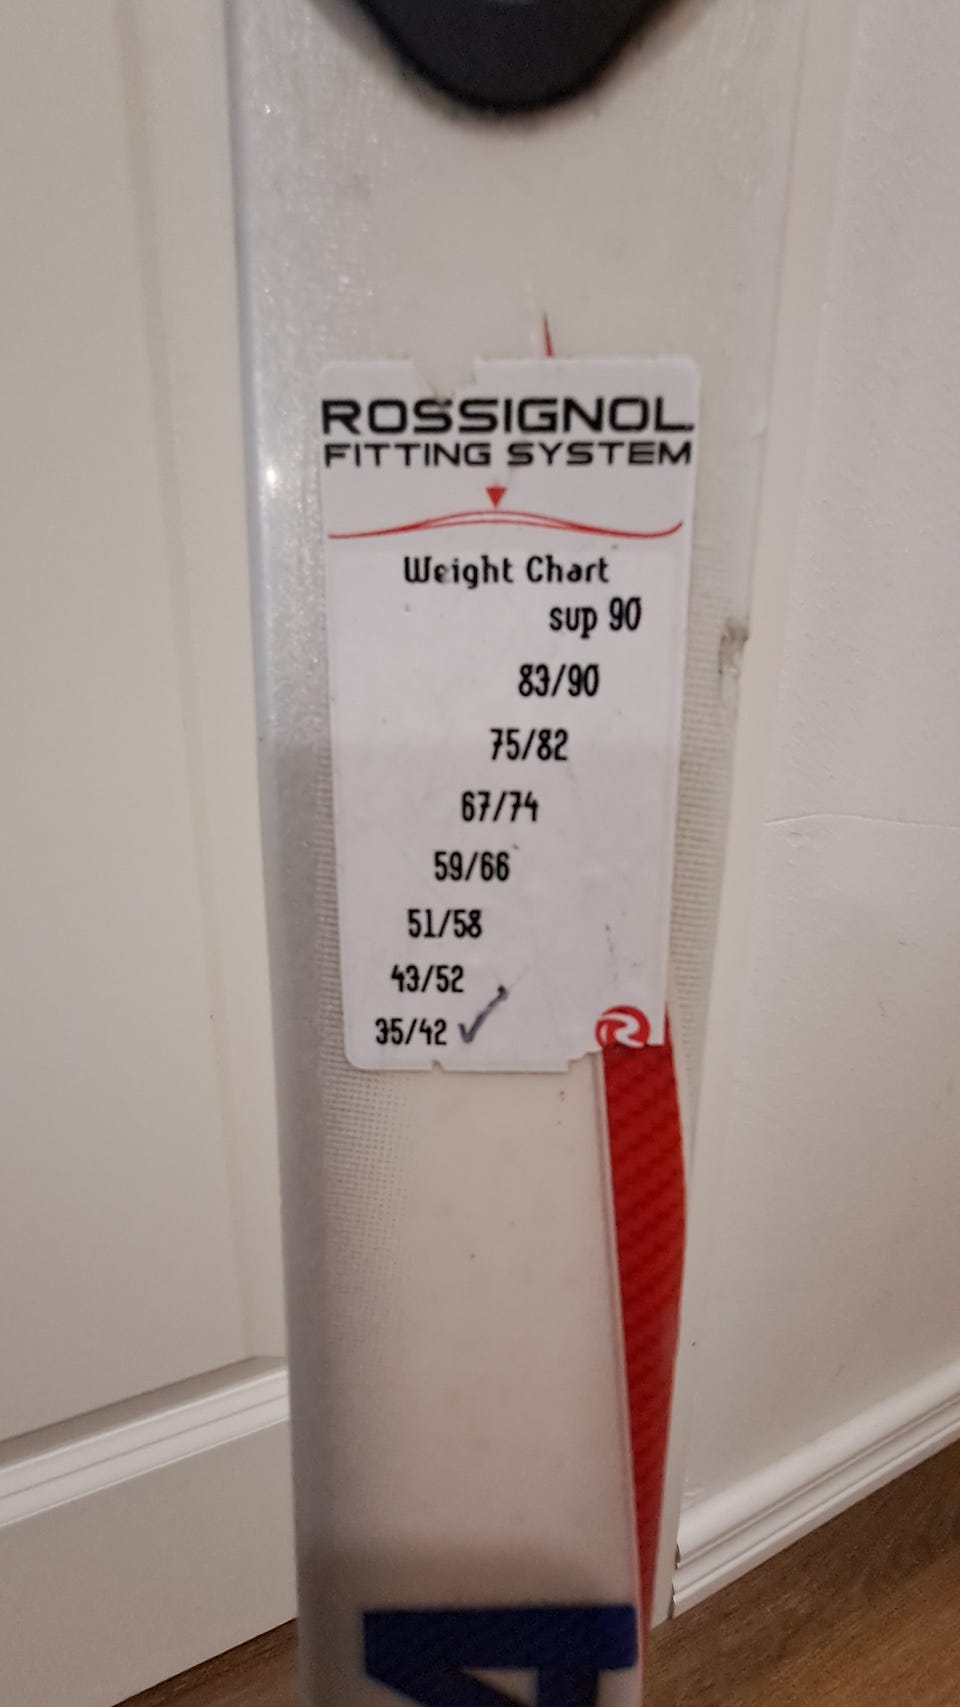 ROSSIGNOL
FITTING SYSTEM
Weight Chart
sup 90
83/90
75/82
67/74
59/66
51/58
43/52
35/42 ✓
R